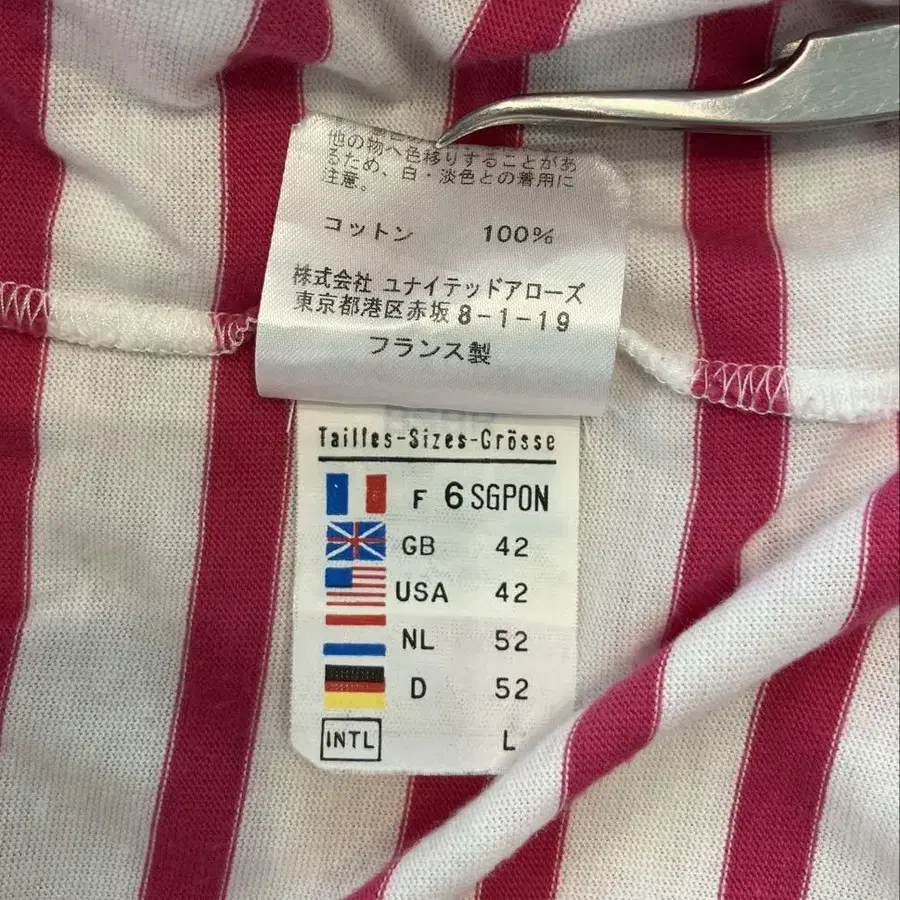 他の物へ色移りすることがあ
るため、白・淡色との着用に
注意。
コットン 100%
株式会社 ユナイテッドアローズ
東京都港区赤坂8-1-19
フランス製
Tailles-Sizes-Grösse
F 6 SGPON
GB 42
USA 42
NL 52
D 52
INTL L